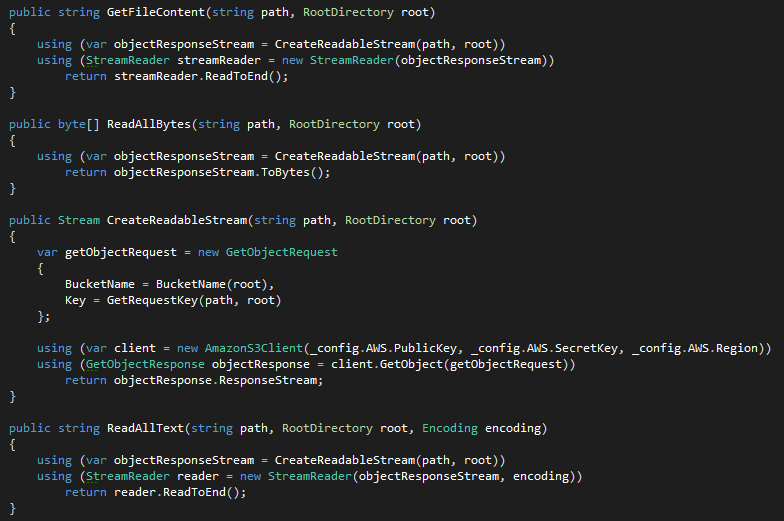 public string GetFileContent(string path, RootDirectory root)
{
    using (var objectResponseStream = CreateReadableStream(path, root))
    using (StreamReader streamReader = new StreamReader(objectResponseStream))
        return streamReader.ReadToEnd();
}

public byte[] ReadAllBytes(string path, RootDirectory root)
{
    using (var objectResponseStream = CreateReadableStream(path, root))
        return objectResponseStream.ToBytes();
}

public Stream CreateReadableStream(string path, RootDirectory root)
{
    var getObjectRequest = new GetObjectRequest
    {
        BucketName = BucketName(root),
        Key = GetRequestKey(path, root)
    };

    using (var client = new AmazonS3Client(_config.AWS.PublicKey, _config.AWS.SecretKey, _config.AWS.Region))
    using (GetObjectResponse objectResponse = client.GetObject(getObjectRequest))
        return objectResponse.ResponseStream;
}

public string ReadAllText(string path, RootDirectory root, Encoding encoding)
{
    using (var objectResponseStream = CreateReadableStream(path, root))
    using (StreamReader reader = new StreamReader(objectResponseStream, encoding))
        return reader.ReadToEnd();
}